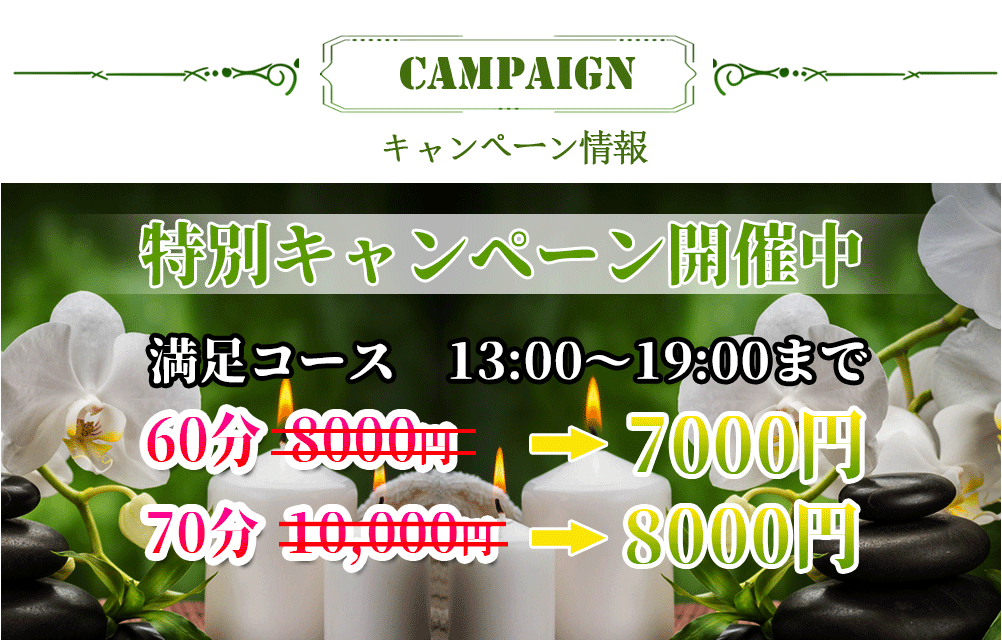 CAMPAIGN
キャンペーン情報
特別キャンペーン開催中
満足コース 13:00～19:00まで
60分 8000円 → 7000円
70分 10,000円 → 8000円